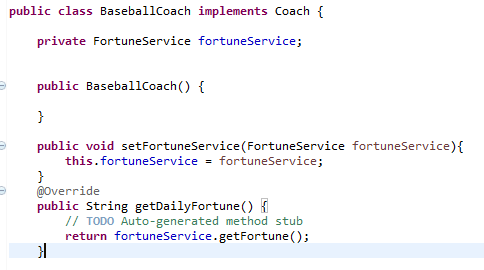 public class BaseballCoach implements Coach {
private FortuneService fortuneService;
public BaseballCoach() {
}
public void setFortuneService(FortuneService fortuneService){
this.fortuneService = fortuneService;
}
@Override
public String getDailyFortune() {
// TODO Auto-generated method stub
return fortuneService.getFortune();
}